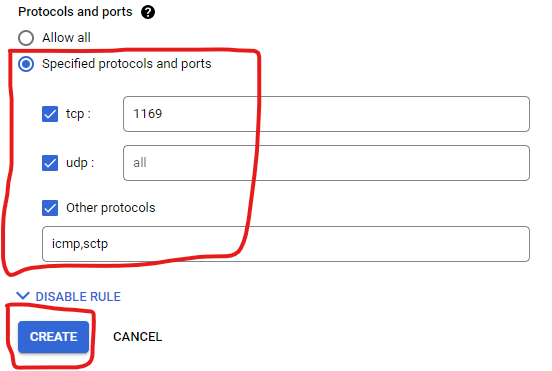 Protocols and ports ?
Allow all
Specified protocols and ports
tcp : 1169
udp : all
Other protocols
icmp,sctp
DISABLE RULE
CREATE CANCEL